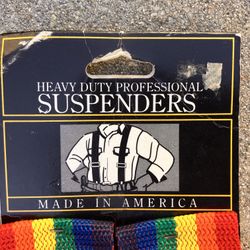 HEAVY DUTY PROFESSIONAL
SUSPENDERS
MADE IN AMERICA